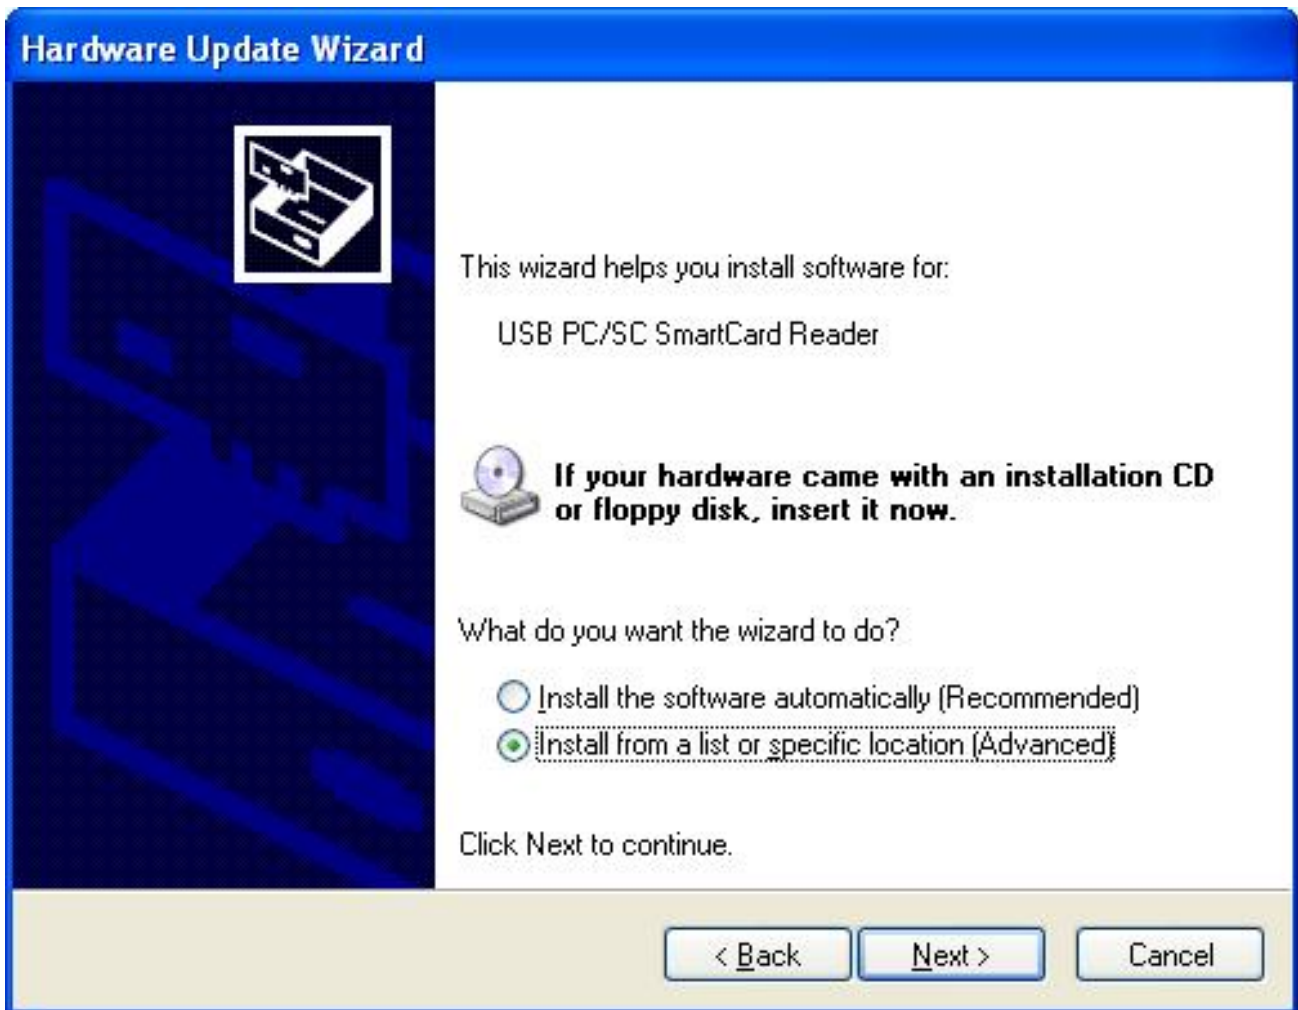 Hardware Update Wizard
This wizard helps you install software for:
USB PC/SC SmartCard Reader
If your hardware came with an installation CD
or floppy disk, insert it now.
What do you want the wizard to do?
Install the software automatically (Recommended)
Install from a list or specific location (Advanced)
Click Next to continue.
< Back Next > Cancel